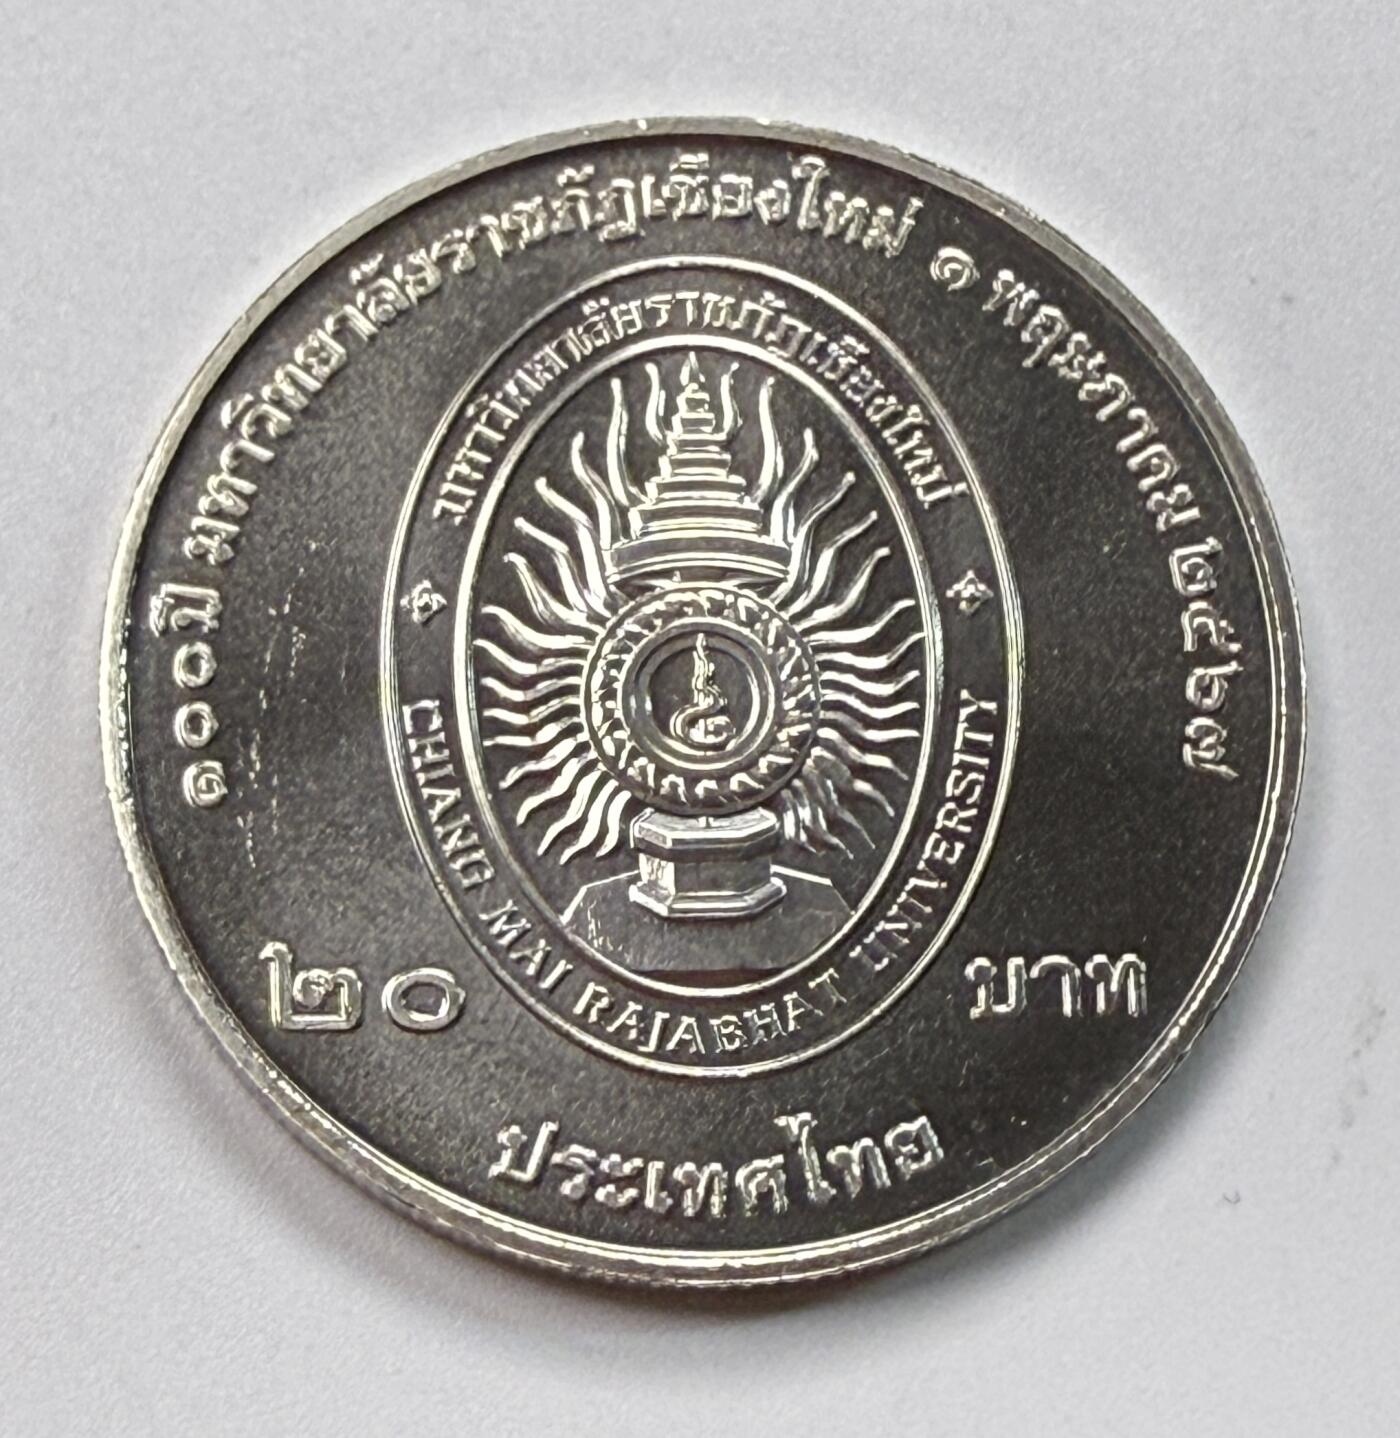 ๑๐๐ ปี มหาวิทยาลัยราชภัฏเชียงใหม่ ๑ พฤษภาคม ๒๕๖๗
มหาวิทยาลัยราชภัฏเชียงใหม่
CHIANG MAI RAJABHAT UNIVERSITY
๒๐ บาท
ประเทศไทย